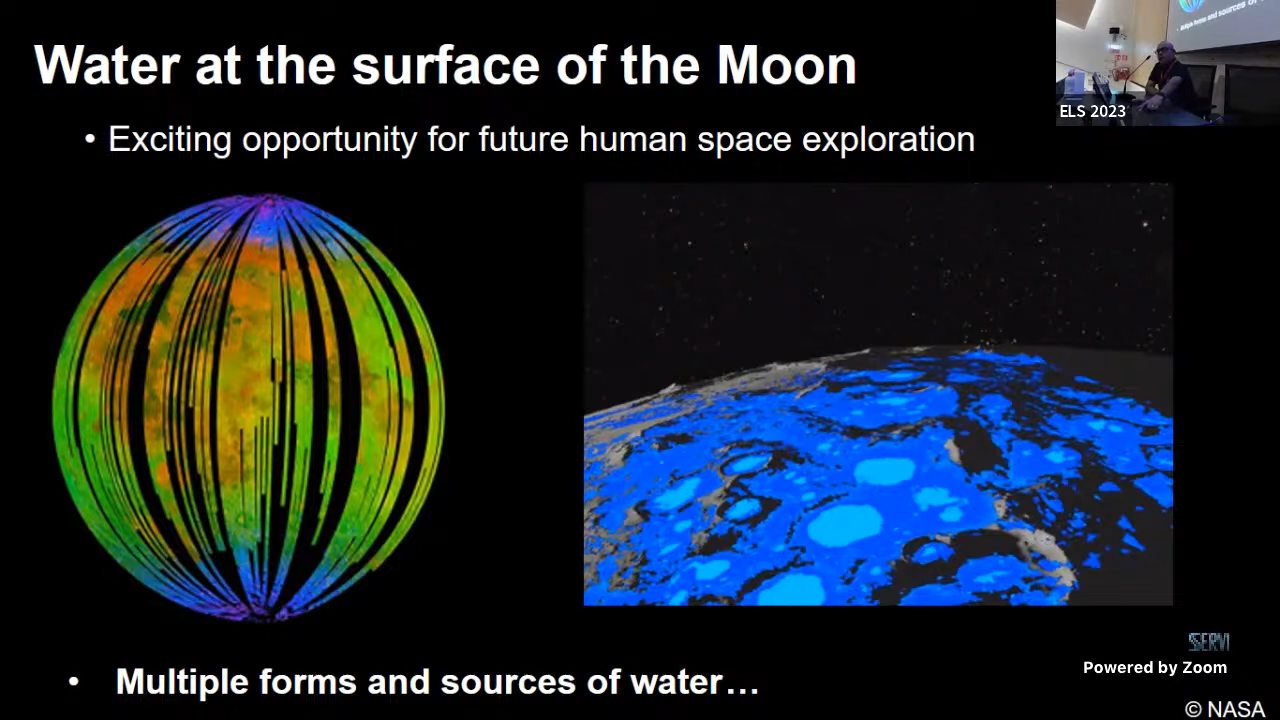 Water at the surface of the Moon
• Exciting opportunity for future human space exploration
ELS 2023
SSERVI
Powered by Zoom
• Multiple forms and sources of water…
© NASA